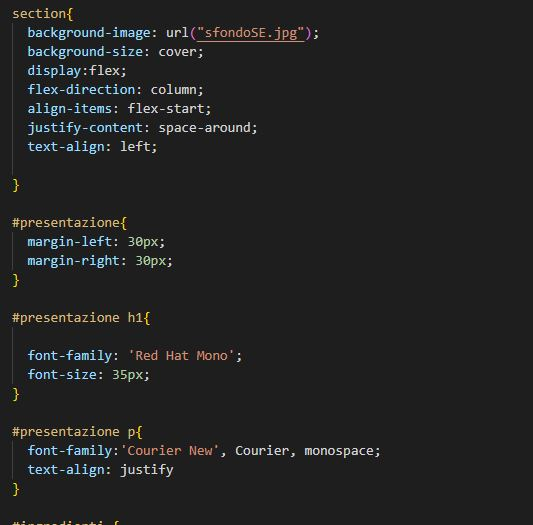 section{
background-image: url("sfondoSE.jpg");
background-size: cover;
display:flex;
flex-direction: column;
align-items: flex-start;
justify-content: space-around;
text-align: left;
}
#presentazione{
margin-left: 30px;
margin-right: 30px;
}
#presentazione h1{
font-family: 'Red Hat Mono';
font-size: 35px;
}
#presentazione p{
font-family:'Courier New', Courier, monospace;
text-align: justify
}
#ingredienti {